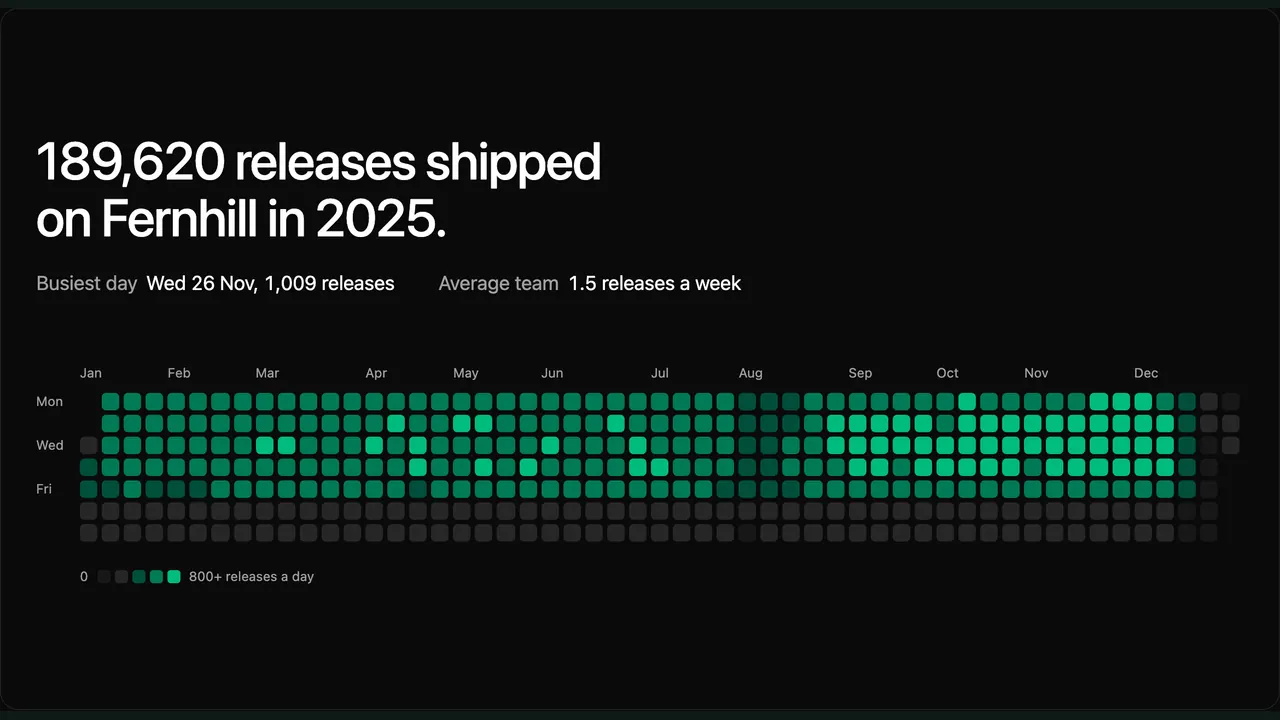 189,620 releases shipped
on Fernhill in 2025.
Busiest day Wed 26 Nov, 1,009 releases Average team 1.5 releases a week
Jan Feb Mar Apr May Jun Jul Aug Sep Oct Nov Dec
Mon
Wed
Fri
0 800+ releases a day